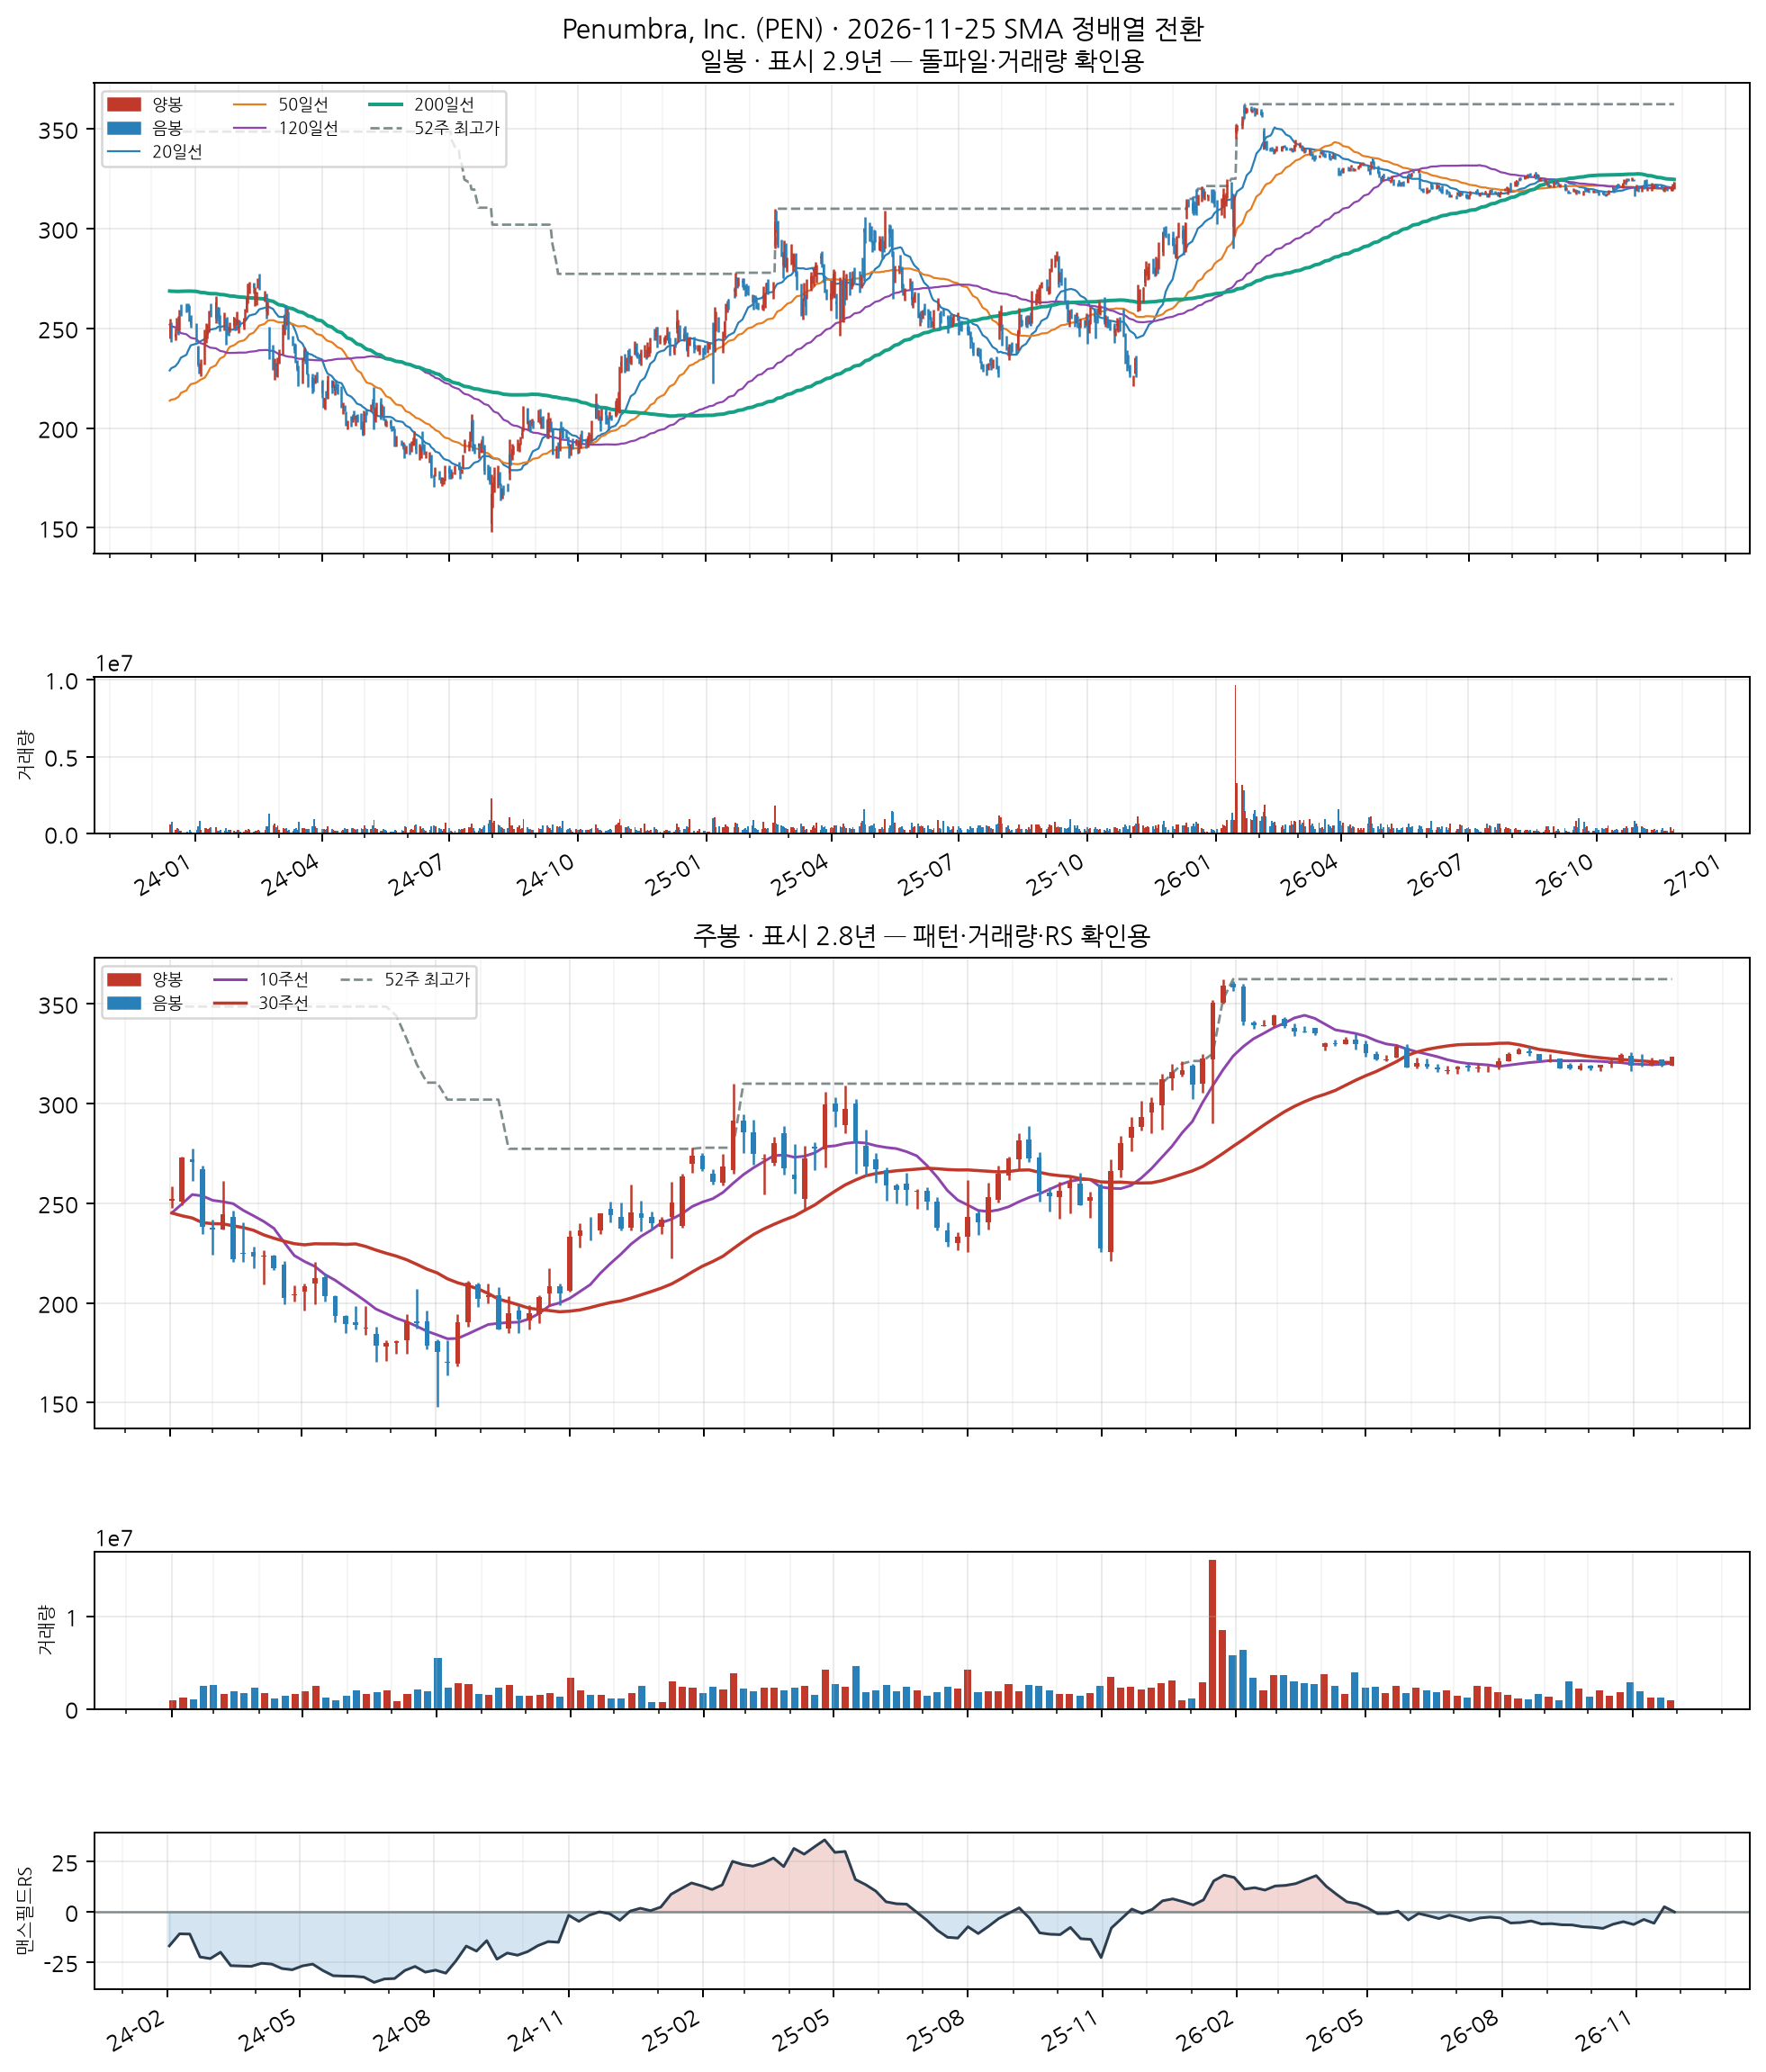 Penumbra, Inc. (PEN) · 2026-11-25 SMA 정배열 전환
일봉 · 표시 2.9년 — 돌파일·거래량 확인용
양봉 50일선 200일선
음봉 120일선 52주 최고가
20일선
350
300
250
200
150
1e7
1.0
0.5
0.0
거래량
24-01 24-04 24-07 24-10 25-01 25-04 25-07 25-10 26-01 26-04 26-07 26-10 27-01
주봉 · 표시 2.8년 — 패턴·거래량·RS 확인용
양봉 10주선 52주 최고가
음봉 30주선
350
300
250
200
150
1e7
1
0
거래량
25
0
-25
맨스필드RS
24-02 24-05 24-08 24-11 25-02 25-05 25-08 25-11 26-02 26-05 26-08 26-11